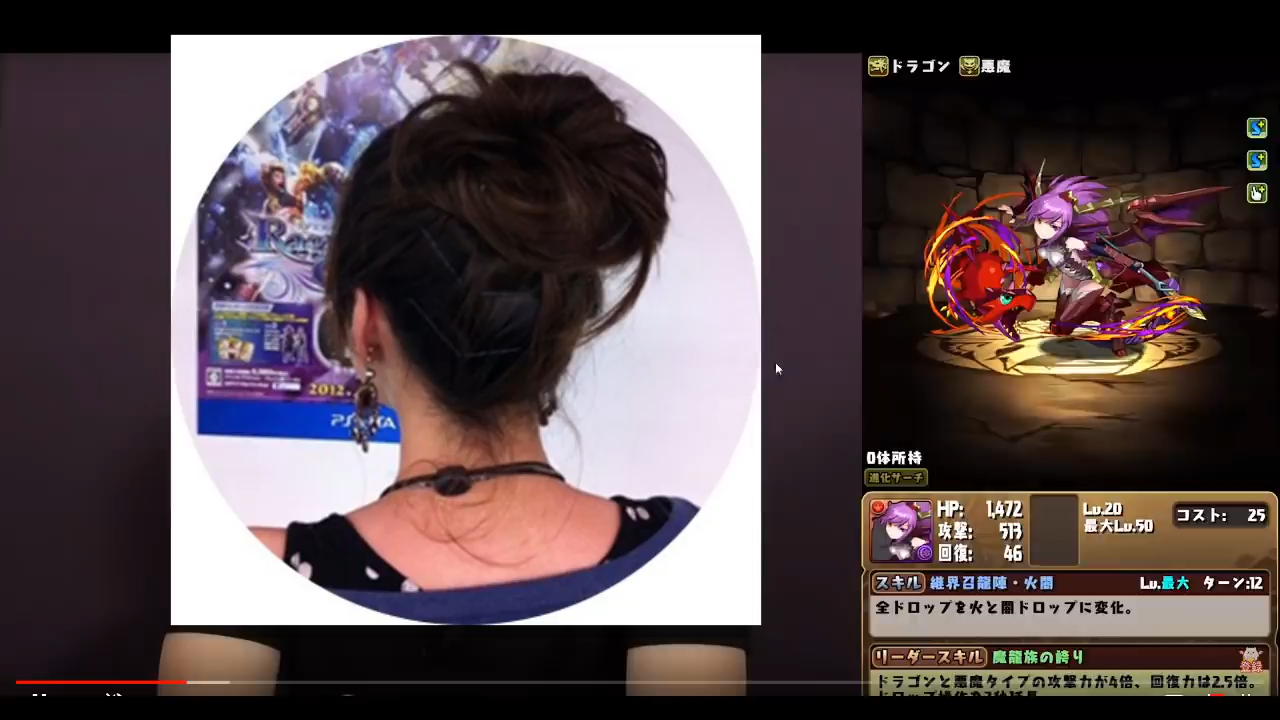 ドラゴン 悪魔
Rag
2012.
PS VITA
0体所持
進化サーチ
HP: 1,472
攻撃: 513
回復: 46
Lv.20
最大Lv.50
コスト: 25
スキル 継界召龍陣・火闇 Lv.最大 ターン:12
全ドロップを火と闇ドロップに変化。
リーダースキル 魔龍族の誇り
登録
ドラゴンと悪魔タイプの攻撃力が4倍、回復力は2.5倍。